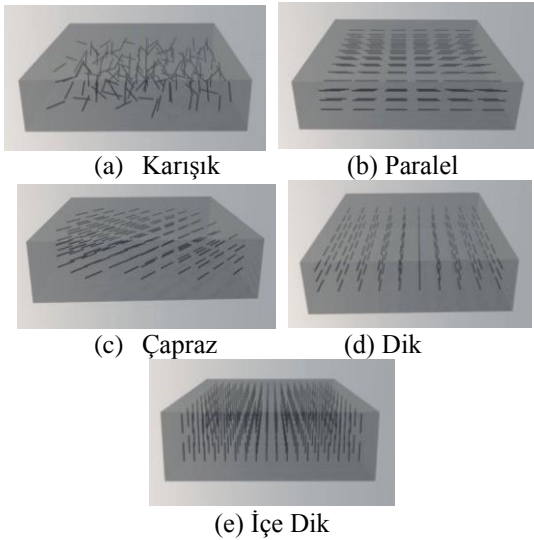 (a) Karışık
(b) Paralel
(c) Çapraz
(d) Dik
(e) İçe Dik